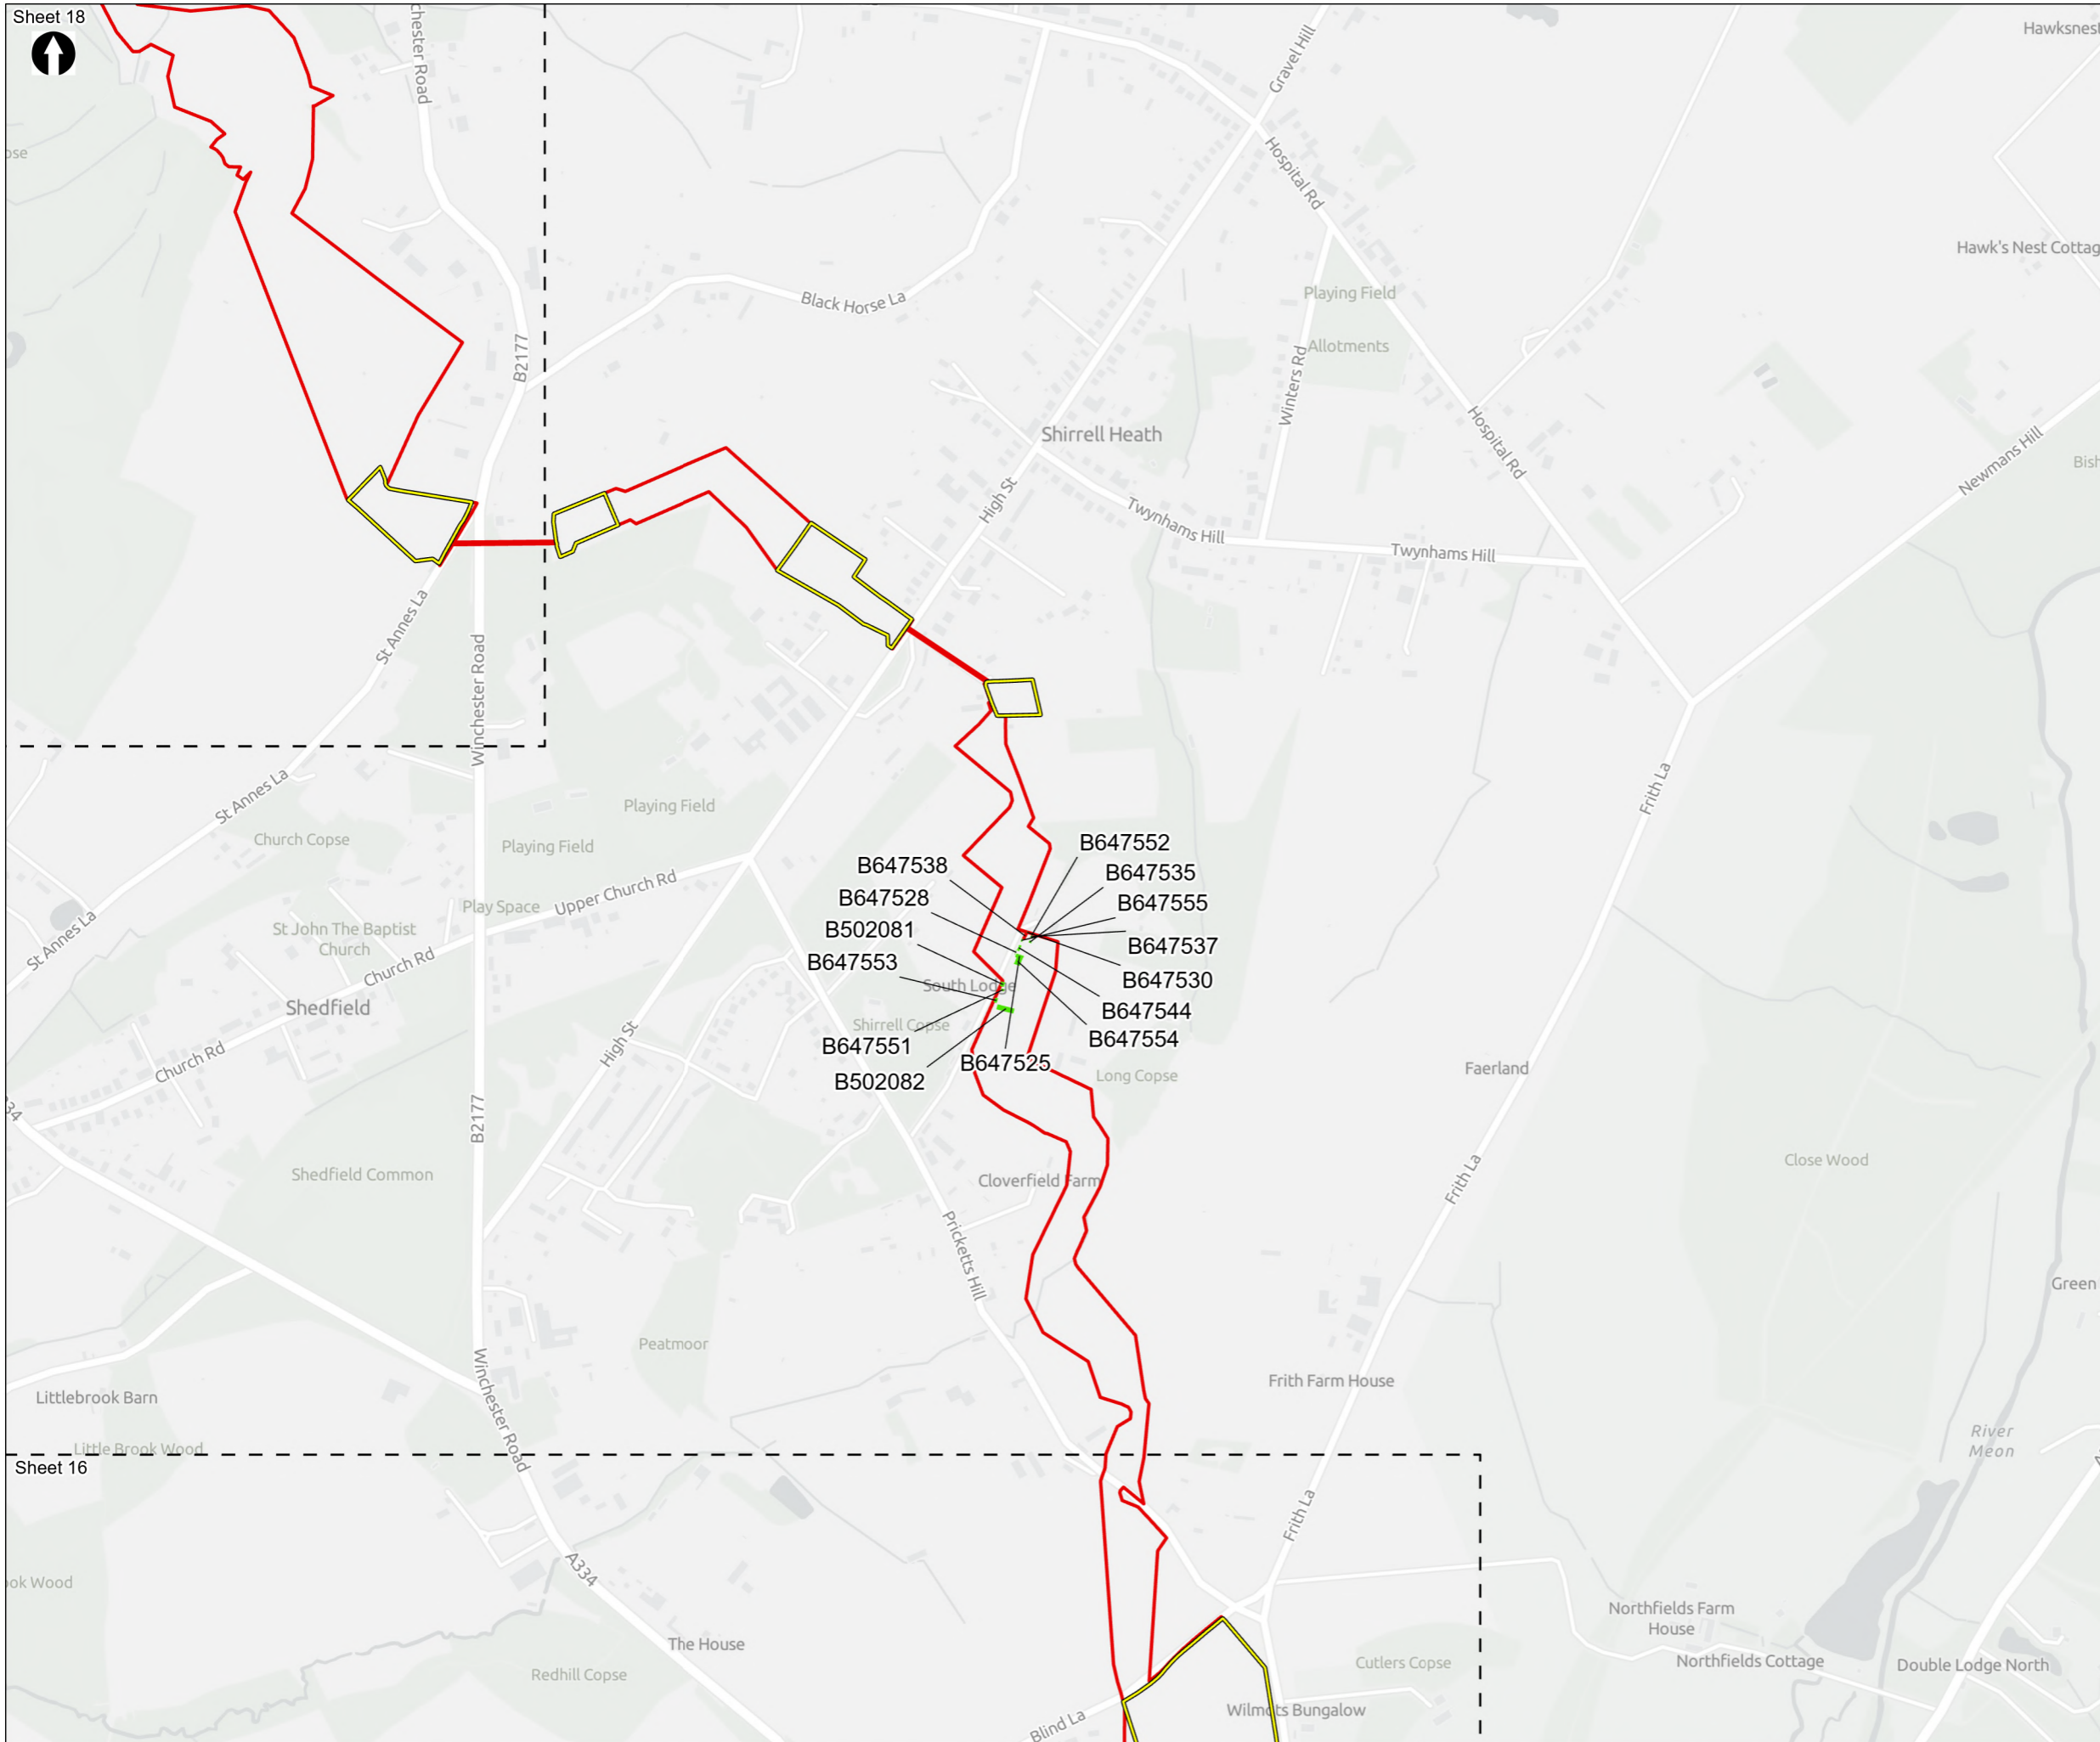 Sheet 18
chester Road
Gravel Hill
Hawksnest
ose
Hospital Rd
Hawk's Nest Cottag
Black Horse La
Playing Field
B2177
Allotments
Winters Rd
Shirrell Heath
Hospital Rd
Newmans Hill
Bish
High St
Twynhams Hill
Twynhams Hill
St Annes La
Winchester Road
St Annes La
Playing Field
Frith La
Church Copse
Playing Field
B647552
B647538
B647535
B647528
B647555
Upper Church Rd
Play Space
St Annes La
St John The Baptist
Church
B502081
B647537
Church Rd
B647553
B647530
South Lodge
Shedfield
B647544
Shirrell Copse
B647554
B647551
High St
Church Rd
B647525
B502082
Long Copse
Faerland
34
B2177
Shedfield Common
Cloverfield Farm
Close Wood
Frith La
Pricketts Hill
Green
Peatmoor
Frith Farm House
Littlebrook Barn
Winchester Road
Little Brook Wood
River
Meon
Sheet 16
Frith La
A334
ook Wood
Northfields Farm
House
The House
Redhill Copse
Cutlers Copse
Northfields Cottage
Double Lodge North
Wilmots Bungalow
Blind La